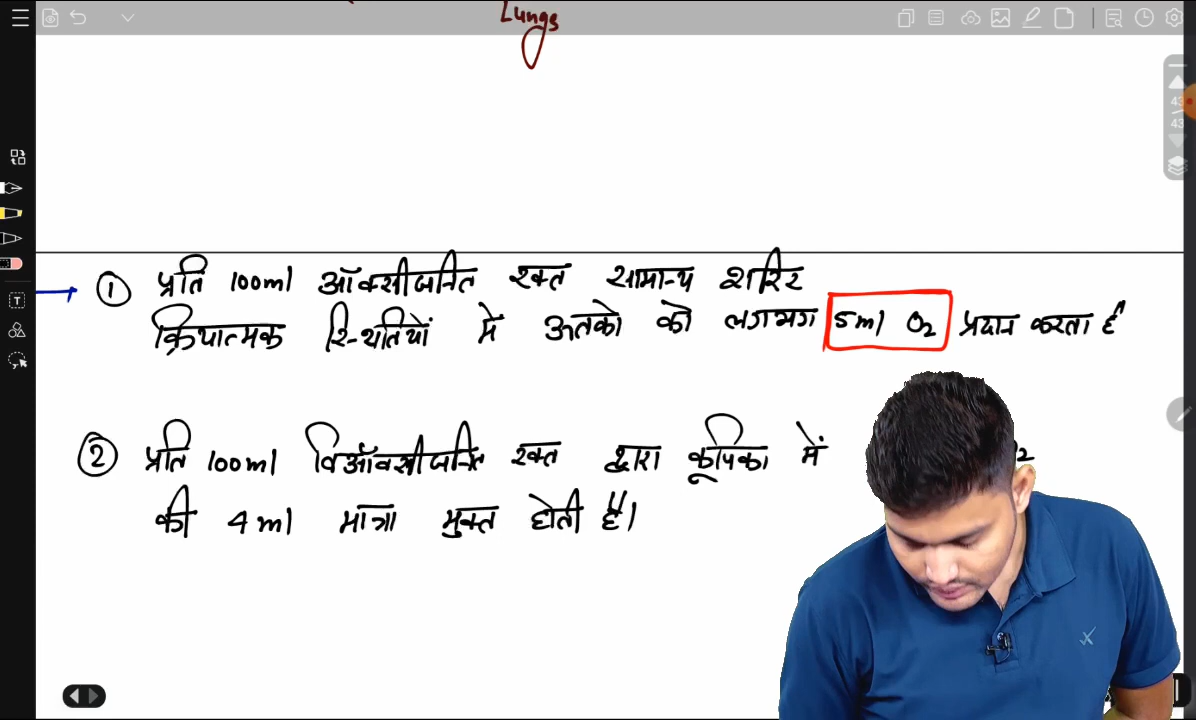 Lungs
① प्रति 100ml ऑक्सीजनित रक्त सामान्य शरिर
क्रियात्मक स्थितियों में ऊतको को लगभग 5ml O₂ प्रदान करता है
② प्रति 100ml विऑक्सीजनित रक्त द्वारा कूपिका में
की 4ml मात्रा मुक्त होती है।